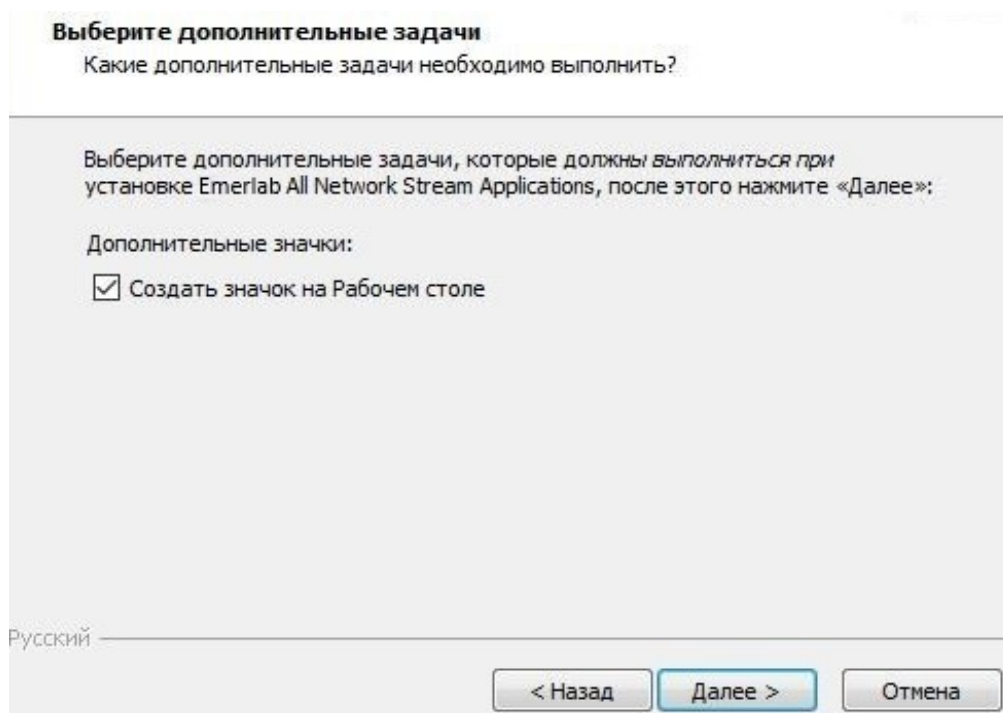 Выберите дополнительные задачи
Какие дополнительные задачи необходимо выполнить?
Выберите дополнительные задачи, которые должны выполниться при
установке Emerlab All Network Stream Applications, после этого нажмите «Далее»:
Дополнительные значки:
Создать значок на Рабочем столе
Русский
< Назад
Далее >
Отмена